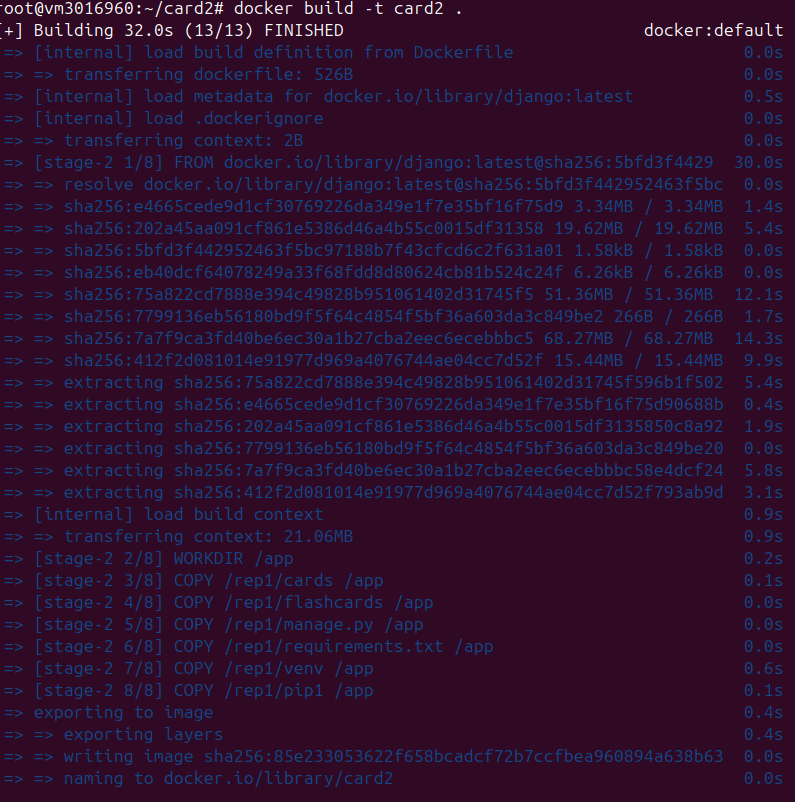 root@vm3016960:~/card2# docker build -t card2 .
[+] Building 32.0s (13/13) FINISHED docker:default
=> [internal] load build definition from Dockerfile 0.0s
=> => transferring dockerfile: 526B 0.0s
=> [internal] load metadata for docker.io/library/django:latest 0.5s
=> [internal] load .dockerignore 0.0s
=> => transferring context: 2B 0.0s
=> [stage-2 1/8] FROM docker.io/library/django:latest@sha256:5bfd3f4429 30.0s
=> => resolve docker.io/library/django:latest@sha256:5bfd3f442952463f5bc 0.0s
=> => sha256:e4665cede9d1cf30769226da349e1f7e35bf16f75d9 3.34MB / 3.34MB 1.4s
=> => sha256:202a45aa091cf861e5386d46a4b55c0015df31358 19.62MB / 19.62MB 5.4s
=> => sha256:5bfd3f442952463f5bc97188b7f43cfcd6c2f631a01 1.58kB / 1.58kB 0.0s
=> => sha256:eb40dcf64078249a33f68fdd8d80624cb81b524c24f 6.26kB / 6.26kB 0.0s
=> => sha256:75a822cd7888e394c49828b951061402d31745f5 51.36MB / 51.36MB 12.1s
=> => sha256:7799136eb56180bd9f5f64c4854f5bf36a603da3c849be2 266B / 266B 1.7s
=> => sha256:7a7f9ca3fd40be6ec30a1b27cba2eec6ecebbbc5 68.27MB / 68.27MB 14.3s
=> => sha256:412f2d081014e91977d969a4076744ae04cc7d52f 15.44MB / 15.44MB 9.9s
=> => extracting sha256:75a822cd7888e394c49828b951061402d31745f596b1f502 5.4s
=> => extracting sha256:e4665cede9d1cf30769226da349e1f7e35bf16f75d90688b 0.4s
=> => extracting sha256:202a45aa091cf861e5386d46a4b55c0015df3135850c8a92 1.9s
=> => extracting sha256:7799136eb56180bd9f5f64c4854f5bf36a603da3c849be20 0.0s
=> => extracting sha256:7a7f9ca3fd40be6ec30a1b27cba2eec6ecebbbc58e4dcf24 5.8s
=> => extracting sha256:412f2d081014e91977d969a4076744ae04cc7d52f793ab9d 3.1s
=> [internal] load build context 0.9s
=> => transferring context: 21.06MB 0.9s
=> [stage-2 2/8] WORKDIR /app 0.2s
=> [stage-2 3/8] COPY /rep1/cards /app 0.1s
=> [stage-2 4/8] COPY /rep1/flashcards /app 0.0s
=> [stage-2 5/8] COPY /rep1/manage.py /app 0.0s
=> [stage-2 6/8] COPY /rep1/requirements.txt /app 0.0s
=> [stage-2 7/8] COPY /rep1/venv /app 0.6s
=> [stage-2 8/8] COPY /rep1/pip1 /app 0.1s
=> exporting to image 0.4s
=> => exporting layers 0.4s
=> => writing image sha256:85e233053622f658bcadcf72b7ccfbea960894a638b63 0.0s
=> => naming to docker.io/library/card2 0.0s